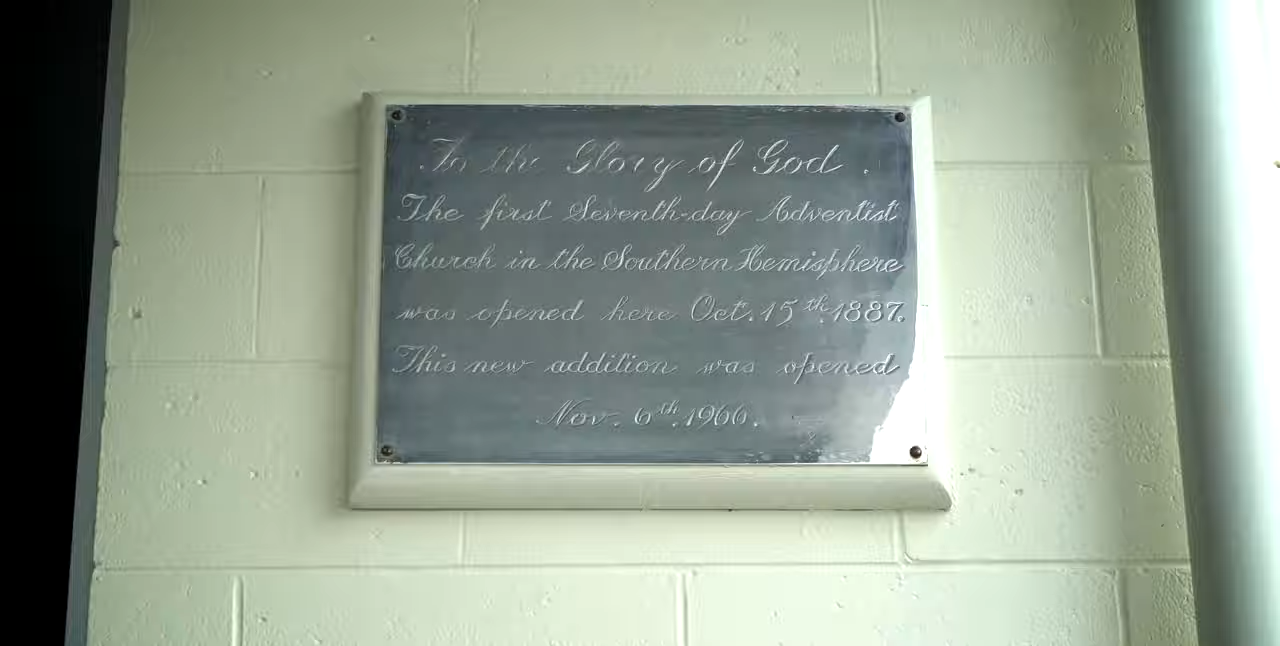 To the Glory of God.
The first Seventh-day Adventist
Church in the Southern Hemisphere
was opened here Oct. 15th 1887.
This new addition was opened
Nov. 6th 1966.